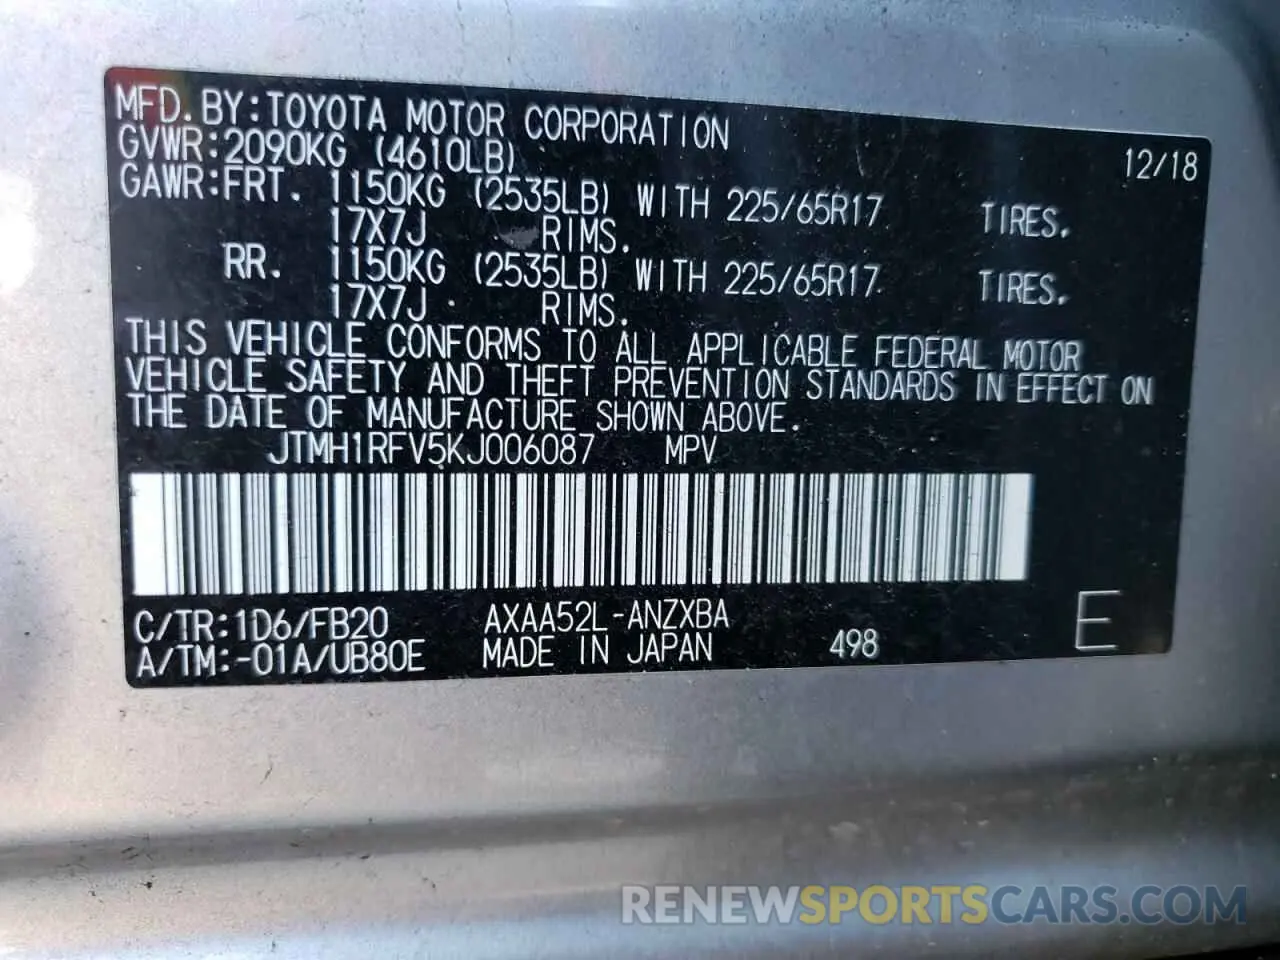 MFD. BY:TOYOTA MOTOR CORPORATION 12/18
GVWR:2090KG (4610LB)
GAWR:FRT. 1150KG (2535LB) WITH 225/65R17 TIRES.
17X7J RIMS.
RR. 1150KG (2535LB) WITH 225/65R17 TIRES.
17X7J RIMS.
THIS VEHICLE CONFORMS TO ALL APPLICABLE FEDERAL MOTOR
VEHICLE SAFETY AND THEFT PREVENTION STANDARDS IN EFFECT ON
THE DATE OF MANUFACTURE SHOWN ABOVE.
JTMH1RFV5KJ006087 MPV
C/TR:1D6/FB20 AXAA52L-ANZXBA
A/TM:-01A/UB80E MADE IN JAPAN 498 E
RENEWSPORTSCARS.COM